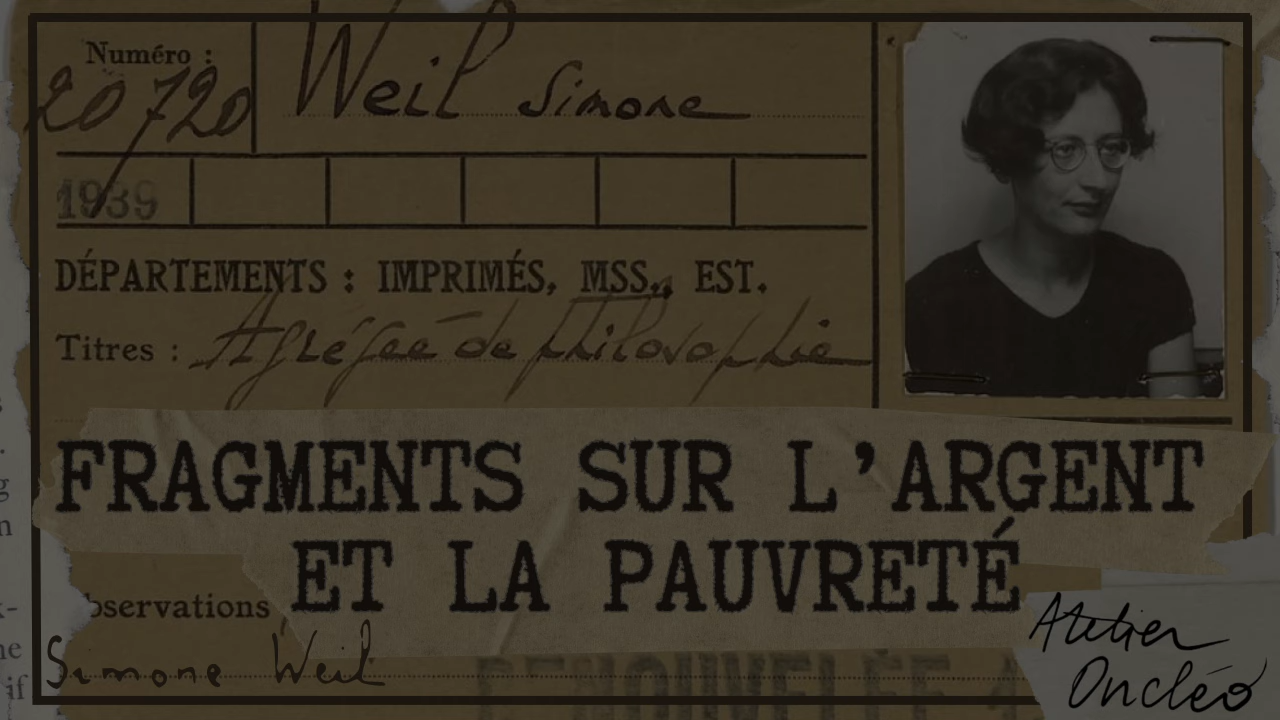 Numéro :
20720
Weil Simone
1939
DÉPARTEMENTS : IMPRIMÉS, MSS., EST.
Titres : Agrégée de philosophie
FRAGMENTS SUR L'ARGENT
ET LA PAUVRETÉ
bservations
Simone Weil
Atelier
Oncléo